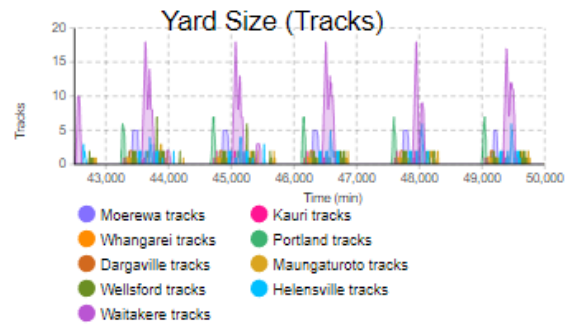 Yard Size (Tracks)
20
15
10
5
0
Tracks
43,000 44,000 45,000 46,000 47,000 48,000 49,000 50,000
Time (min)
Moerewa tracks Kauri tracks
Whangarei tracks Portland tracks
Dargaville tracks Maungaturoto tracks
Wellsford tracks Helensville tracks
Waitakere tracks